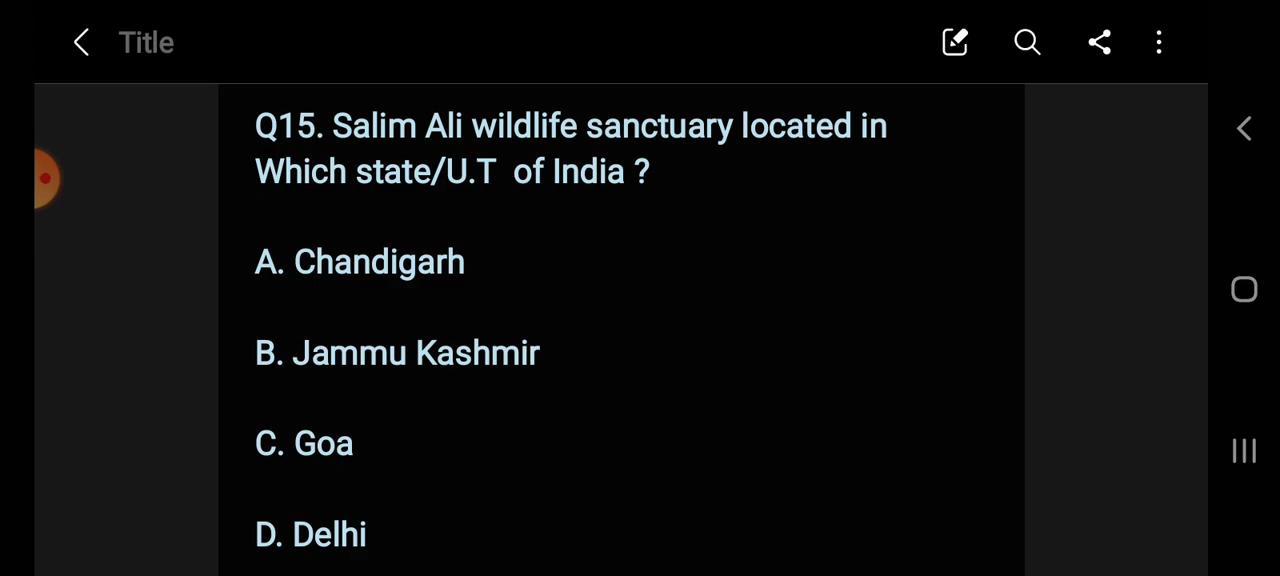 Title
Q15. Salim Ali wildlife sanctuary located in
Which state/U.T of India ?
A. Chandigarh
B. Jammu Kashmir
C. Goa
D. Delhi